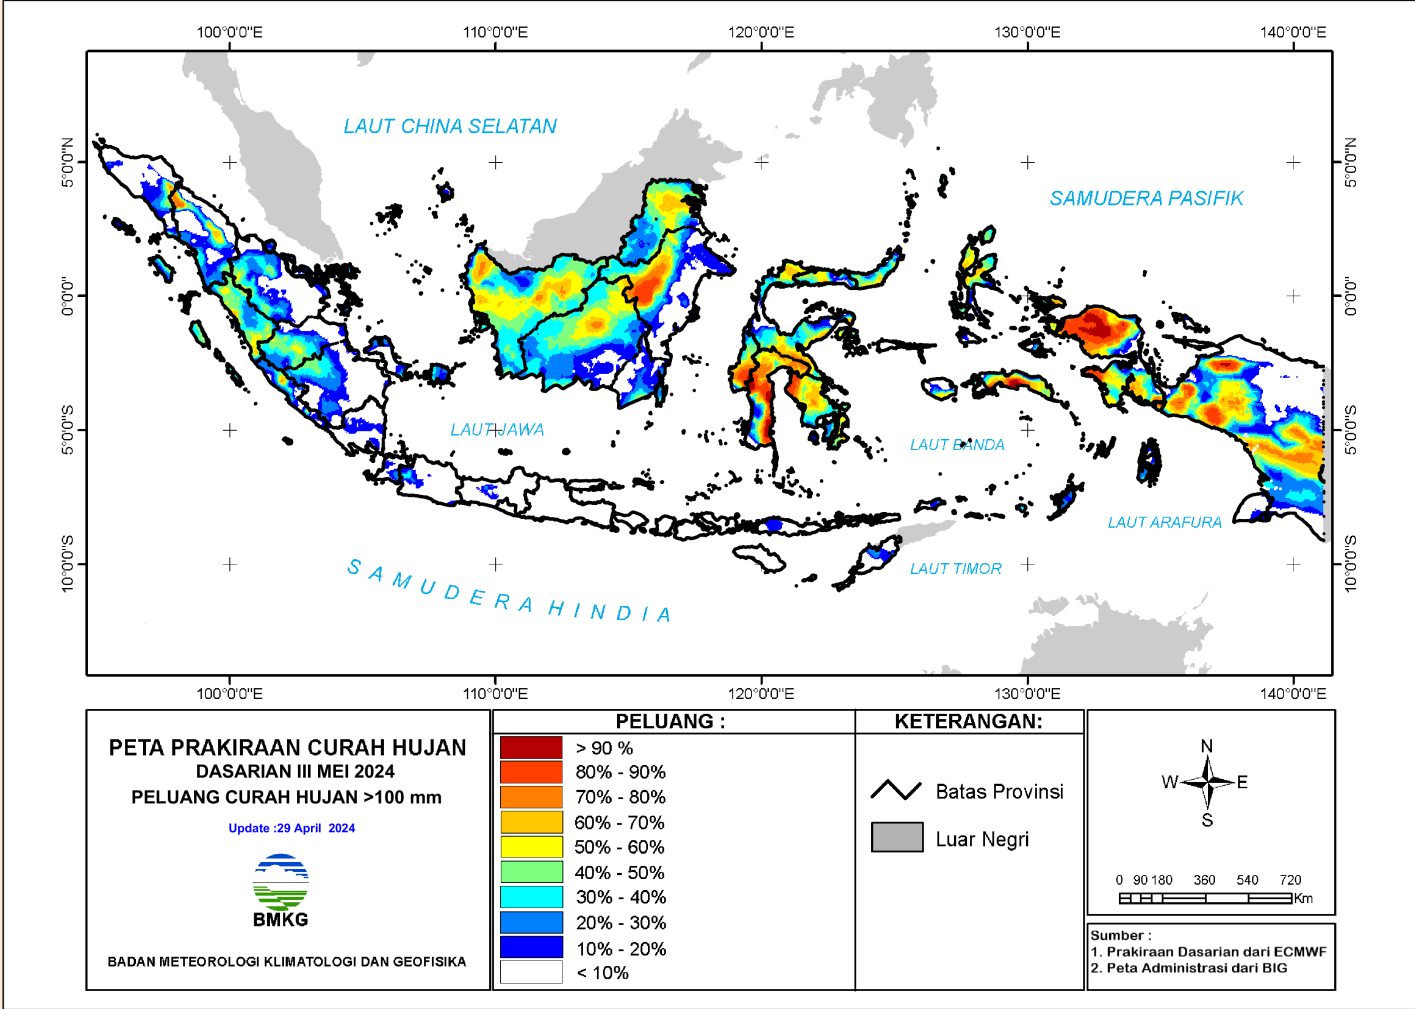 100°0'0"E 110°0'0"E 120°0'0"E 130°0'0"E 140°0'0"E
5°0'0"N
0°0'0"
5°0'0"S
10°0'0"S
5°0'0"N
0°0'0"
5°0'0"S
10°0'0"S
LAUT CHINA SELATAN
SAMUDERA PASIFIK
LAUT JAWA
LAUT BANDA
LAUT ARAFURA
LAUT TIMOR
SAMUDERA HINDIA
100°0'0"E 110°0'0"E 120°0'0"E 130°0'0"E 140°0'0"E
PETA PRAKIRAAN CURAH HUJAN
DASARIAN III MEI 2024
PELUANG CURAH HUJAN >100 mm
Update :29 April 2024
BMKG
BADAN METEOROLOGI KLIMATOLOGI DAN GEOFISIKA
PELUANG :
> 90 %
80% - 90%
70% - 80%
60% - 70%
50% - 60%
40% - 50%
30% - 40%
20% - 30%
10% - 20%
< 10%
KETERANGAN:
Batas Provinsi
Luar Negri
N
W E
S
0 90 180 360 540 720
Km
Sumber :
1. Prakiraan Dasarian dari ECMWF
2. Peta Administrasi dari BIG